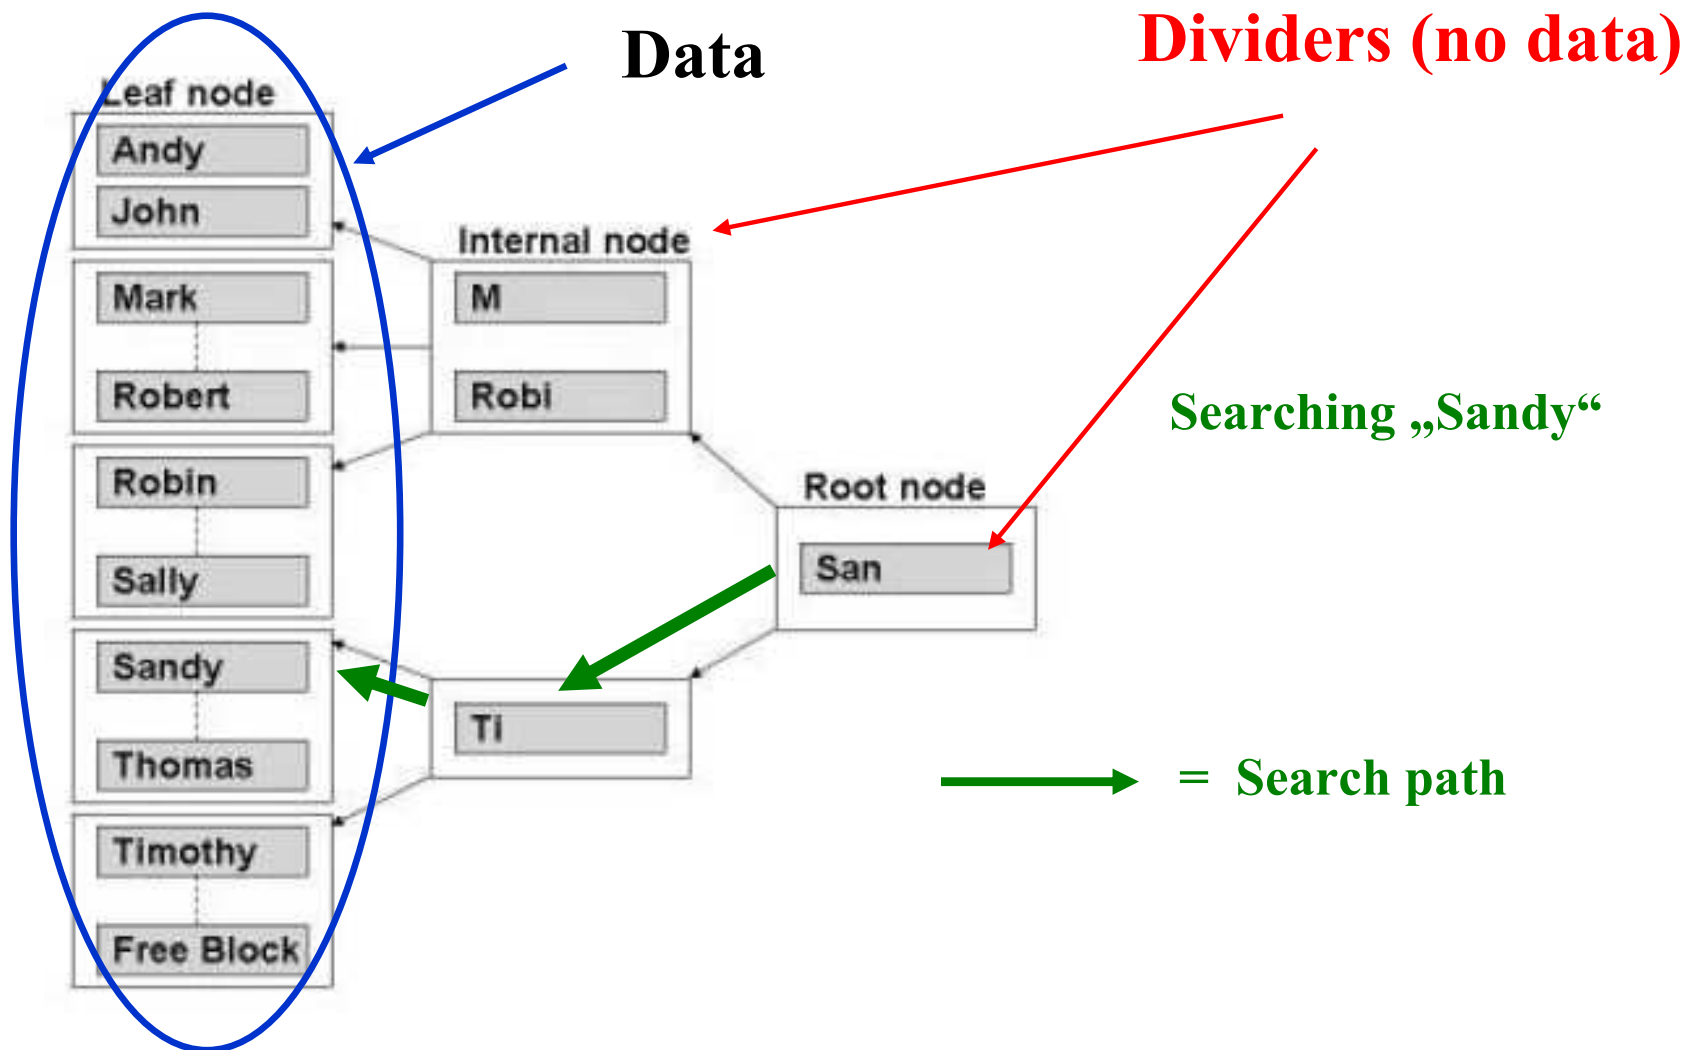 Data
Dividers (no data)
Leaf node
Andy
John
Internal node
Mark
M
Robert
Robi
Searching „Sandy“
Robin
Root node
Sally
San
Sandy
Ti
Thomas
= Search path
Timothy
Free Block